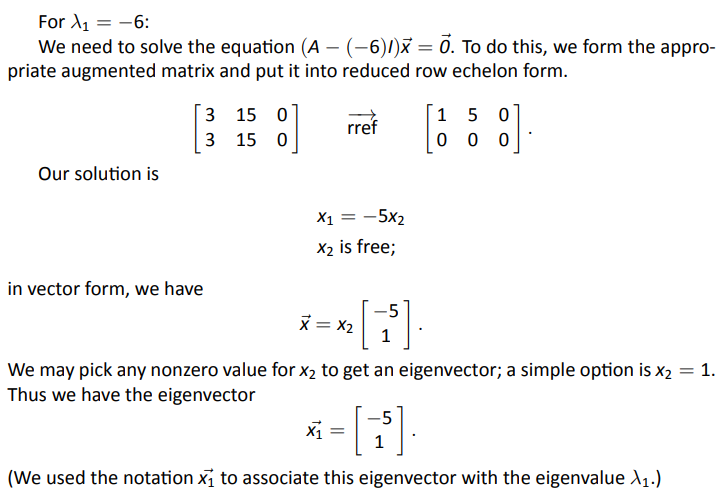 For λ₁ = −6:
We need to solve the equation (A − (−6)I)x⃗ = 0⃗. To do this, we form the appro-
priate augmented matrix and put it into reduced row echelon form.
[3 15 0
3 15 0] →rref [1 5 0
0 0 0].
Our solution is
x₁ = −5x₂
x₂ is free;
in vector form, we have
x⃗ = x₂ [−5
1].
We may pick any nonzero value for x₂ to get an eigenvector; a simple option is x₂ = 1.
Thus we have the eigenvector
x⃗₁ = [−5
1].
(We used the notation x⃗₁ to associate this eigenvector with the eigenvalue λ₁.)